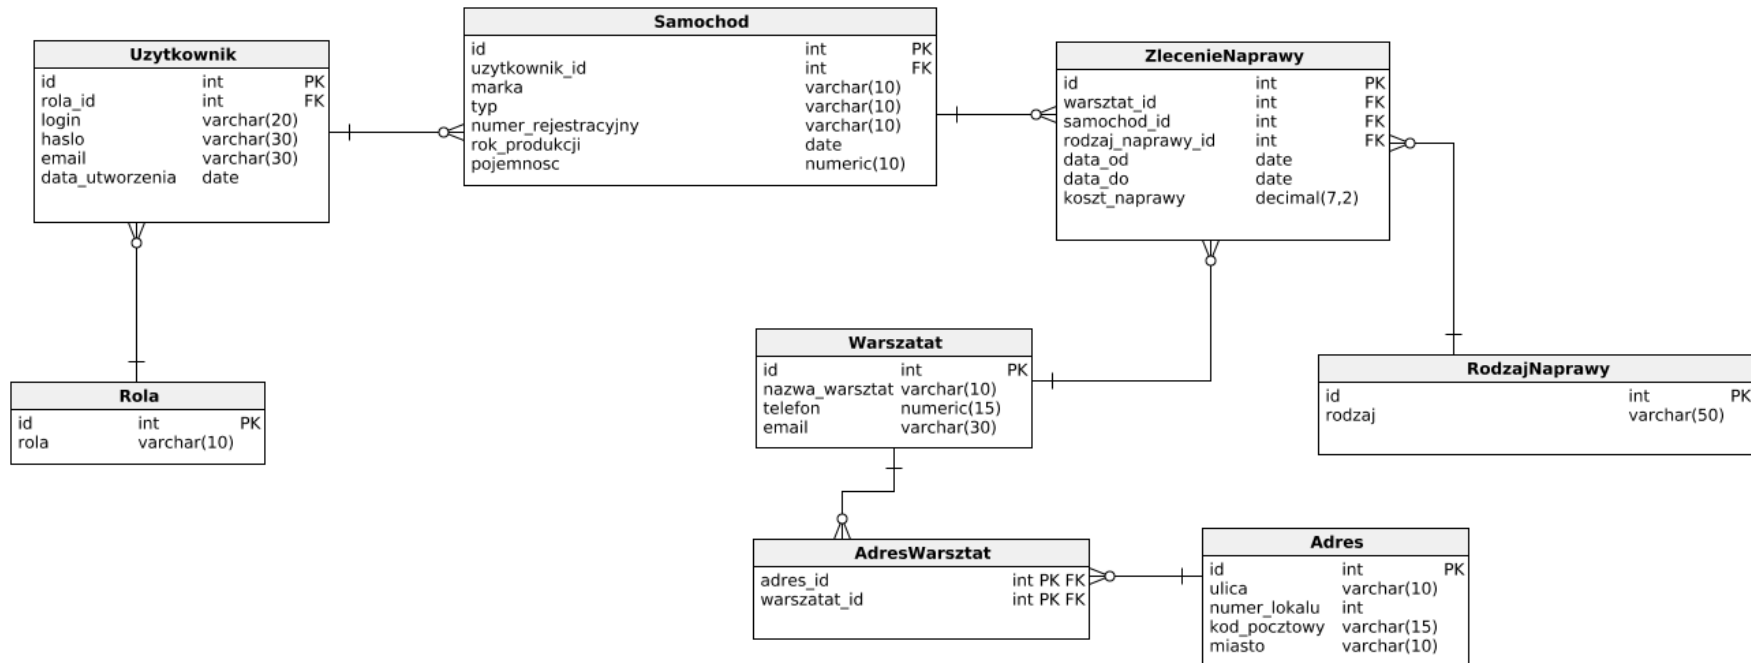 Uzytkownik
id int PK
rola_id int FK
login varchar(20)
haslo varchar(30)
email varchar(30)
data_utworzenia date
Samochod
id int PK
uzytkownik_id int FK
marka varchar(10)
typ varchar(10)
numer_rejestracyjny varchar(10)
rok_produkcji date
pojemnosc numeric(10)
ZlecenieNaprawy
id int PK
warsztat_id int FK
samochod_id int FK
rodzaj_naprawy_id int FK
data_od date
data_do date
koszt_naprawy decimal(7,2)
Rola
id int PK
rola varchar(10)
Warszatat
id int PK
nazwa_warsztat varchar(10)
telefon numeric(15)
email varchar(30)
RodzajNaprawy
id int PK
rodzaj varchar(50)
AdresWarsztat
adres_id int PK FK
warszatat_id int PK FK
Adres
id int PK
ulica varchar(10)
numer_lokalu int
kod_pocztowy varchar(15)
miasto varchar(10)